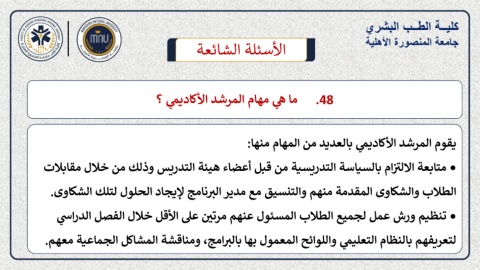 كليـة الطـب البشري
جامعة المنصورة الأهلية
MNU
الأسئلة الشائعة
48. ما هي مهام المرشد الأكاديمي ؟
يقوم المرشد الأكاديمي بالعديد من المهام منها:
● متابعة الالتزام بالسياسة التدريسية من قبل أعضاء هيئة التدريس وذلك من خلال مقابلات
الطلاب والشكاوى المقدمة منهم والتنسيق مع مدير البرنامج لإيجاد الحلول لتلك الشكاوى.
● تنظيم ورش عمل لجميع الطلاب المسئول عنهم مرتين على الأقل خلال الفصل الدراسي
لتعريفهم بالنظام التعليمي واللوائح المعمول بها بالبرامج، ومناقشة المشاكل الجماعية معهم.